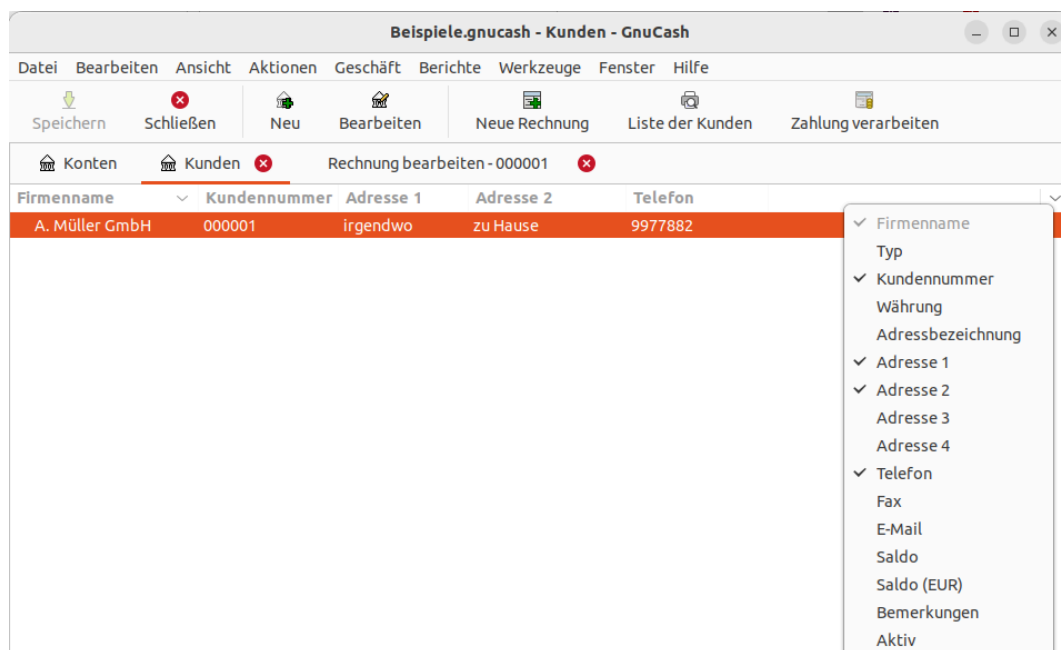 Beispiele.gnucash - Kunden - GnuCash
Datei Bearbeiten Ansicht Aktionen Geschäft Berichte Werkzeuge Fenster Hilfe
Speichern Schließen Neu Bearbeiten Neue Rechnung Liste der Kunden Zahlung verarbeiten
Konten Kunden Rechnung bearbeiten - 000001
Firmenname Kundennummer Adresse 1 Adresse 2 Telefon
A. Müller GmbH 000001 irgendwo zu Hause 9977882
Firmenname
Typ
Kundennummer
Währung
Adressbezeichnung
Adresse 1
Adresse 2
Adresse 3
Adresse 4
Telefon
Fax
E-Mail
Saldo
Saldo (EUR)
Bemerkungen
Aktiv